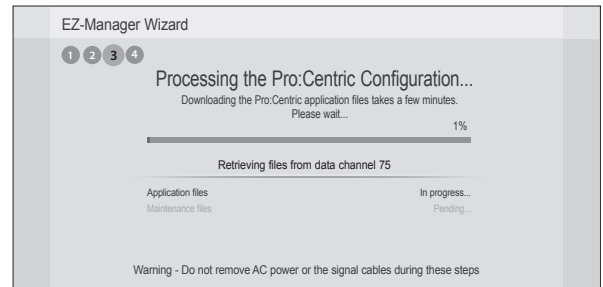 EZ-Manager Wizard
1 2 3 4
Processing the Pro:Centric Configuration...
Downloading the Pro:Centric application files takes a few minutes.
Please wait...
1%
Retrieving files from data channel 75
Application files In progress...
Maintenance files Pending...
Warning - Do not remove AC power or the signal cables during these steps